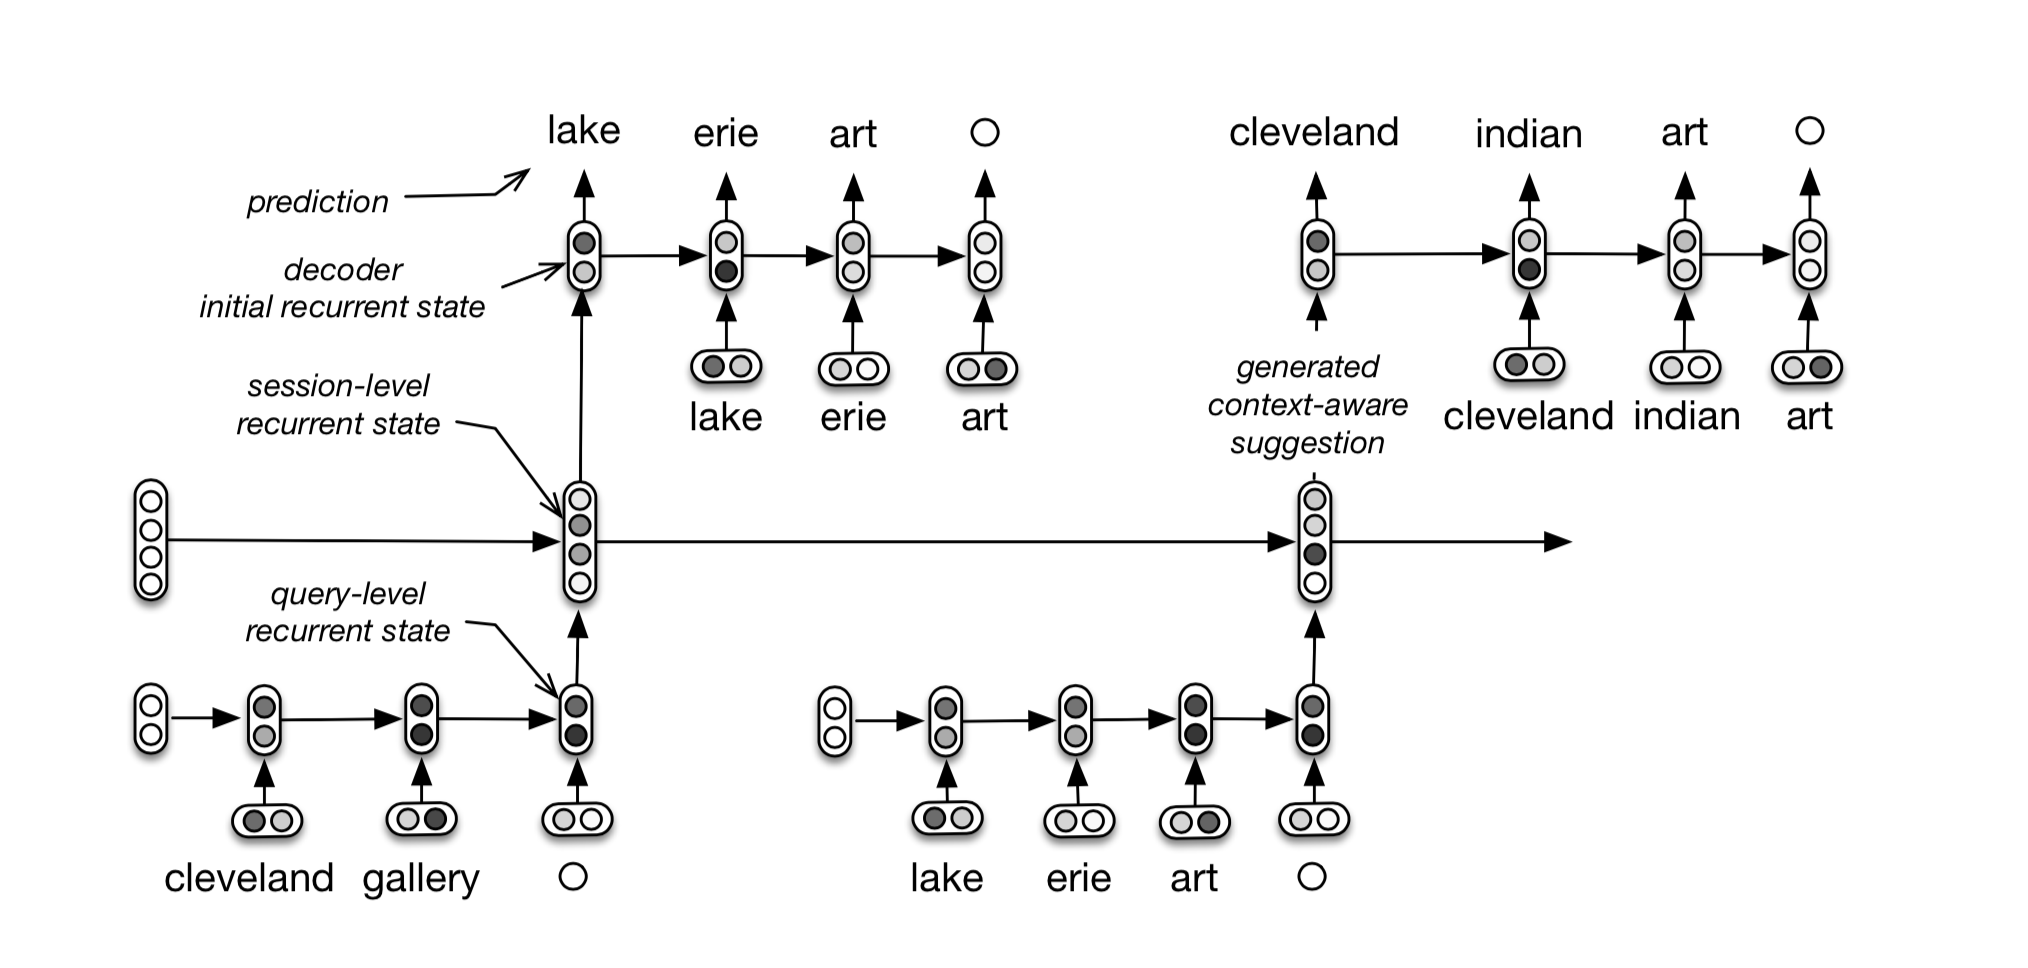 lake erie art
cleveland indian art
prediction
decoder
initial recurrent state
lake erie art
session-level
recurrent state
generated
context-aware
suggestion
cleveland indian art
query-level
recurrent state
cleveland gallery
lake erie art